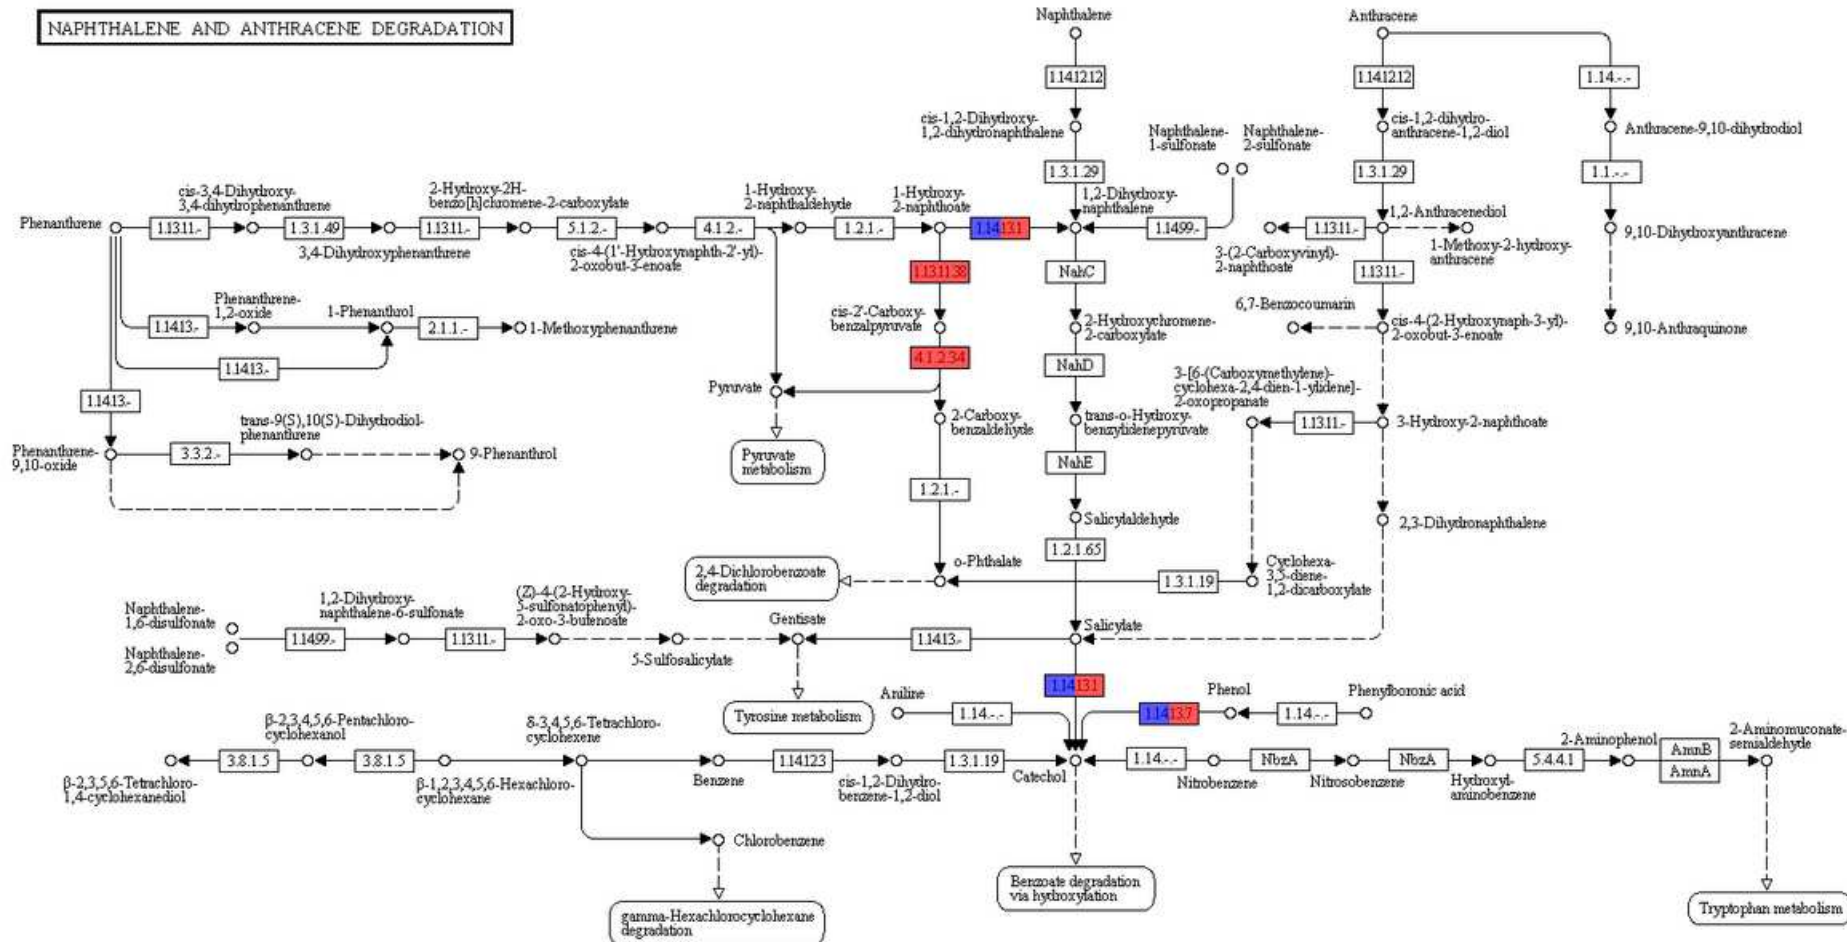 NAPHTHALENE AND ANTHRACENE DEGRADATION
Naphthalene
Anthracene
1.14.12.12
1.14.12.12
1.14.-.-
cis-1,2-Dihydroxy-
1,2-dihydronaphthalene
Naphthalene-
1-sulfonate
Naphthalene-
2-sulfonate
cis-1,2-dihydro-
anthracene-1,2-diol
Anthracene-9,10-dihydrodiol
1.3.1.29
1.3.1.29
1.1.-.-
cis-3,4-Dihydroxy-
3,4-dihydrophenanthrene
2-Hydroxy-2H-
benzo[h]chromene-2-carboxylate
1-Hydroxy-
2-naphthaldehyde
1-Hydroxy-
2-naphthoate
1,2-Dihydroxy-
naphthalene
1,2-Anthracenediol
Phenanthrene
1.13.11.-
1.3.1.49
1.13.11.-
5.1.2.-
4.1.2.-
1.2.1.-
1.14.13.1
1.14.99.-
1.13.11.-
9,10-Dihydroxyanthracene
3,4-Dihydroxyphenanthrene
cis-4-(1'-Hydroxynaphth-2'-yl)-
2-oxobut-3-enoate
3-(2-Carboxyvinyl)-
2-naphthoate
1-Methoxy-2-hydroxy-
anthracene
1.13.11.38
NahC
1.13.11.-
Phenanthrene-
1,2-oxide
1-Phenanthrol
cis-2'-Carboxy-
benzalpyruvate
2-Hydroxychromene-
2-carboxylate
6,7-Benzocoumarin
cis-4-(2-Hydroxynaph-3-yl)-
2-oxobut-3-enoate
9,10-Anthraquinone
1.14.13.-
2.1.1.-
1-Methoxyphenanthrene
1.14.13.-
4.1.2.34
NahD
1.14.13.-
Pyruvate
3-[6-(Carboxymethylene)-
cyclohexa-2,4-dien-1-ylidene]-
2-oxopropanate
trans-9(S),10(S)-Dihydrodiol-
phenanthrene
2-Carboxy-
benzaldehyde
trans-o-Hydroxy-
benzylidenepyruvate
1.13.11.-
3-Hydroxy-2-naphthoate
Phenanthrene-
9,10-oxide
3.3.2.-
9-Phenanthrol
Pyruvate
metabolism
NahE
1.2.1.-
Salicylaldehyde
2,3-Dihydronaphthalene
1.2.1.65
2,4-Dichlorobenzoate
degradation
o-Phthalate
1.3.1.19
Cyclohexa-
3,5-diene-
1,2-dicarboxylate
Naphthalene-
1,6-disulfonate
1,2-Dihydroxy-
naphthalene-6-sulfonate
(Z)-4-(2-Hydroxy-
5-sulfonatophenyl)-
2-oxo-3-butenoate
Gentisate
Salicylate
1.14.99.-
1.13.11.-
1.14.13.-
Naphthalene-
2,6-disulfonate
5-Sulfosalicylate
1.14.13.1
Aniline
Phenol
Phenylboronic acid
Tyrosine metabolism
1.14.-.-
1.14.13.7
1.14.-.-
β-2,3,4,5,6-Pentachloro-
cyclohexanol
δ-3,4,5,6-Tetrachloro-
cyclohexene
2-Aminophenol
2-Aminomuconate-
semialdehyde
3.8.1.5
3.8.1.5
1.14.12.3
1.3.1.19
1.14.-.-
NbzA
NbzA
5.4.4.1
AmnB
AmnA
β-2,3,5,6-Tetrachloro-
1,4-cyclohexanediol
β-1,2,3,4,5,6-Hexachloro-
cyclohexane
Benzene
cis-1,2-Dihydro-
benzene-1,2-diol
Catechol
Nitrobenzene
Nitrosobenzene
Hydroxyl-
aminobenzene
Chlorobenzene
Benzoate degradation
via hydroxylation
gamma-Hexachlorocyclohexane
degradation
Tryptophan metabolism